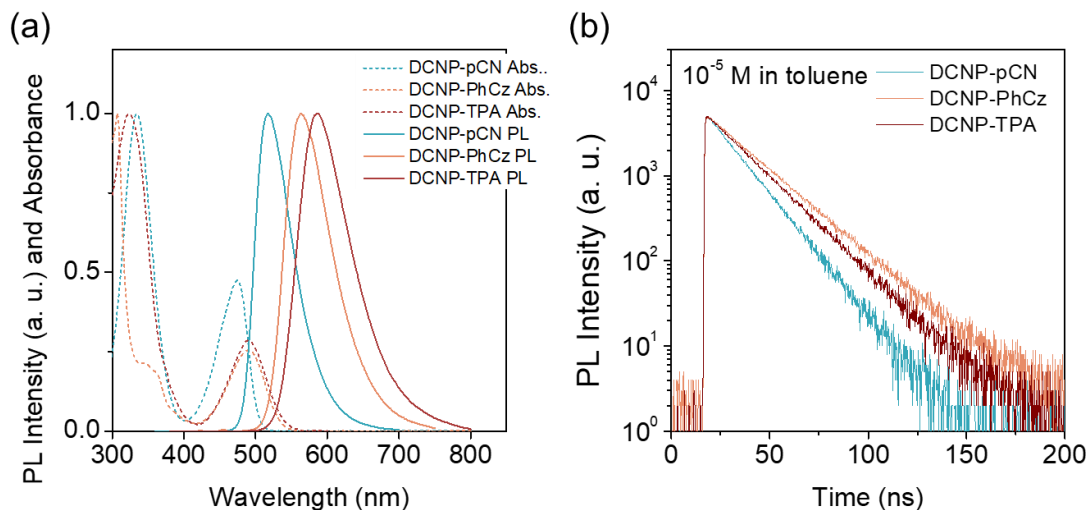 (a)
PL Intensity (a. u.) and Absorbance
1.0
0.5
0.0
300 400 500 600 700 800
Wavelength (nm)
DCNP-pCN Abs..
DCNP-PhCz Abs.
DCNP-TPA Abs.
DCNP-pCN PL
DCNP-PhCz PL
DCNP-TPA PL
(b)
PL Intensity (a. u.)
10⁴
10³
10²
10¹
10⁰
0 50 100 150 200
Time (ns)
10⁻⁵ M in toluene
DCNP-pCN
DCNP-PhCz
DCNP-TPA